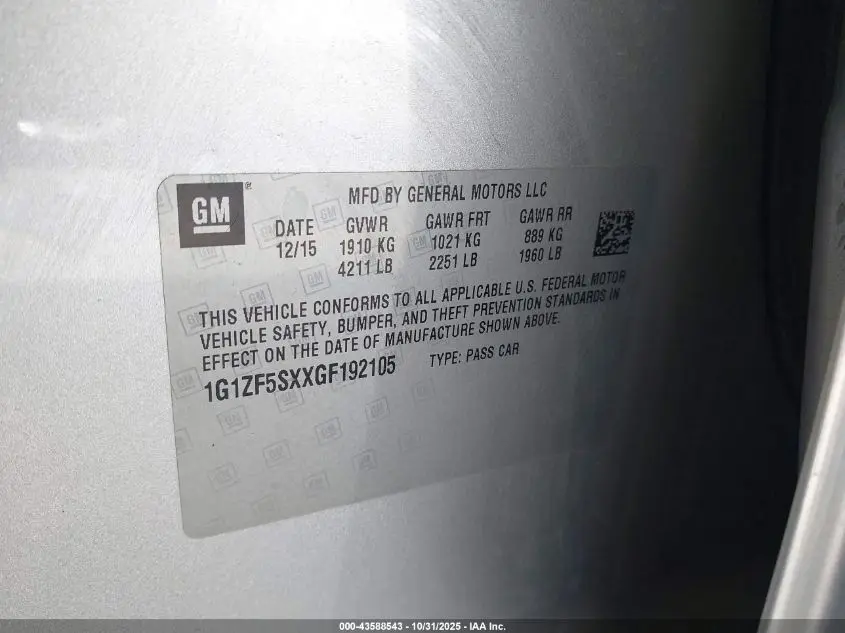 GM®
MFD BY GENERAL MOTORS LLC
DATE GVWR GAWR FRT GAWR RR
12/15 1910 KG 1021 KG 889 KG
4211 LB 2251 LB 1960 LB
THIS VEHICLE CONFORMS TO ALL APPLICABLE U.S. FEDERAL MOTOR
VEHICLE SAFETY, BUMPER, AND THEFT PREVENTION STANDARDS IN
EFFECT ON THE DATE OF MANUFACTURE SHOWN ABOVE.
1G1ZF5SXXGF192105 TYPE: PASS CAR
000-43588543 - 10/31/2025 - IAA Inc.